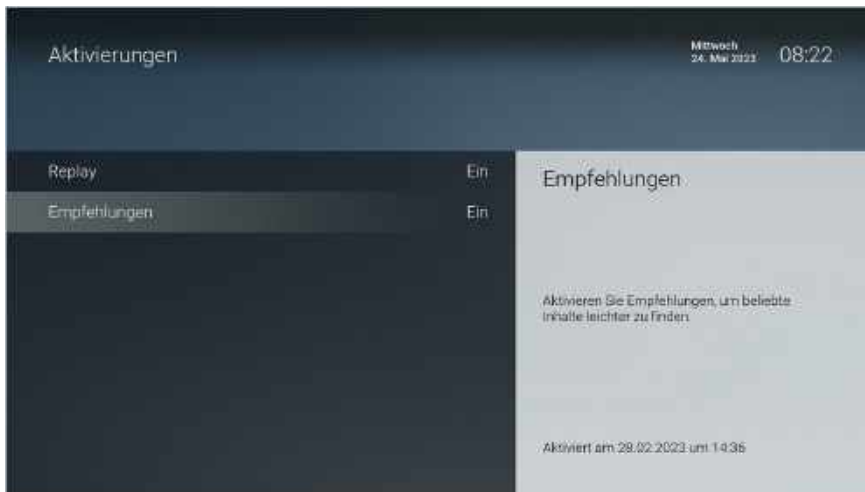 Aktivierungen
Mittwoch
24. Mai 2023
08:22
Replay
Ein
Empfehlungen
Ein
Empfehlungen
Aktivieren Sie Empfehlungen, um beliebte
Inhalte leichter zu finden.
Aktiviert am 28.02.2023 um 14:36